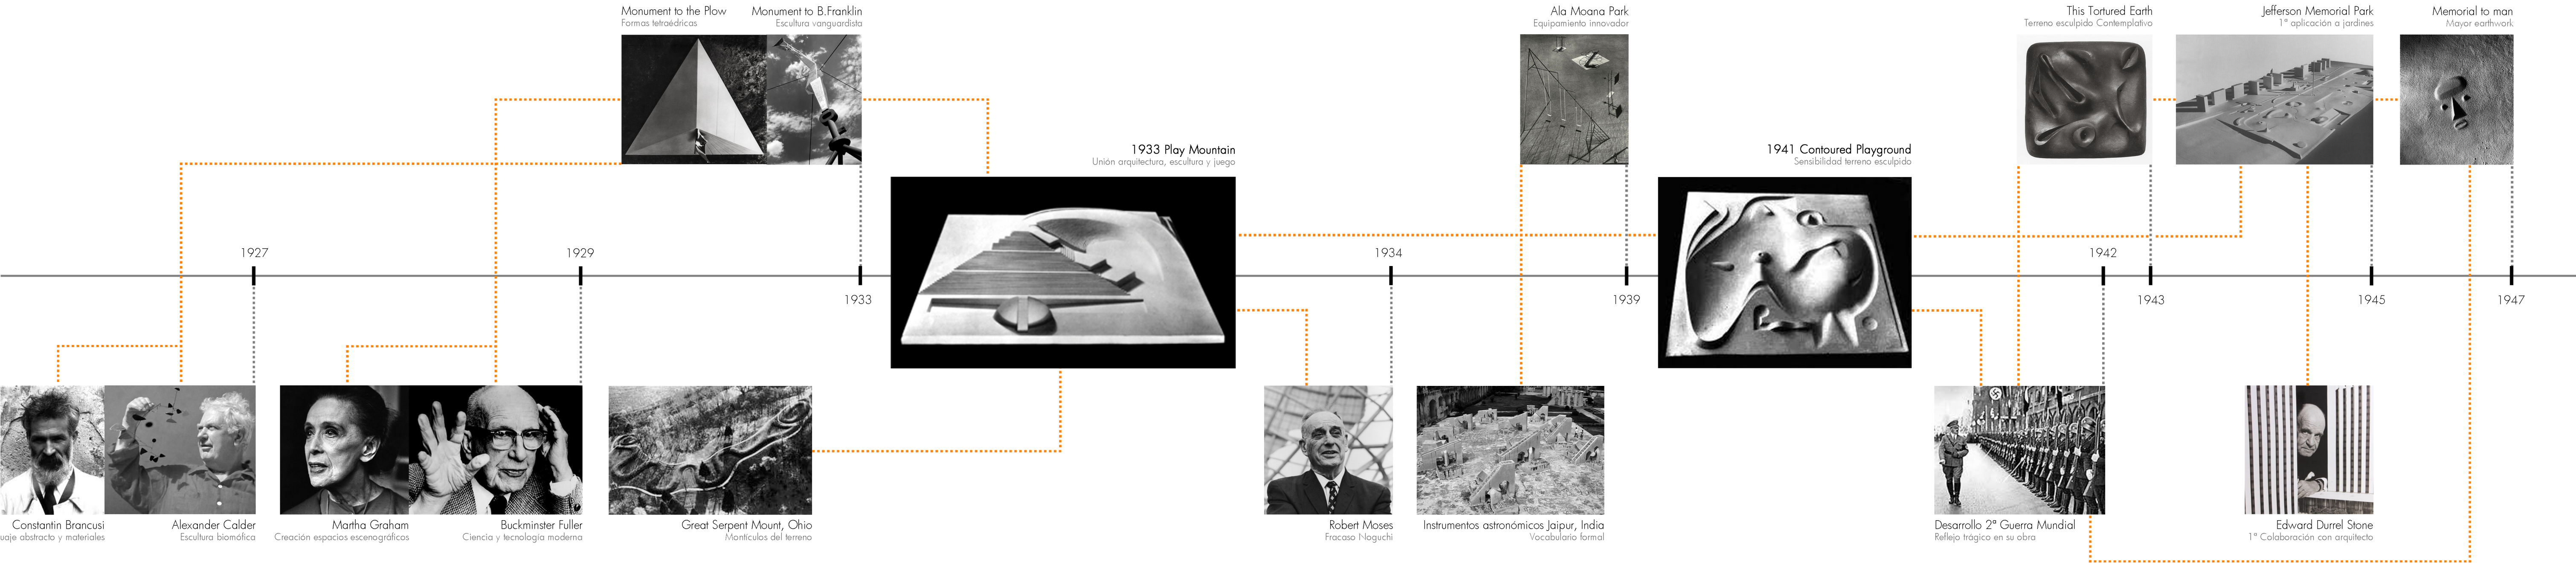 Monument to the Plow
Formas tetraédricas
Monument to B.Franklin
Escultura vanguardista
Ala Moana Park
Equipamiento innovador
This Tortured Earth
Terreno esculpido Contemplativo
Jefferson Memorial Park
1ª aplicación a jardines
Memorial to man
Mayor earthwork
1933 Play Mountain
Unión arquitectura, escultura y juego
1941 Contoured Playground
Sensibilidad terreno esculpido
1927
1929
1933
1934
1939
1942
1943
1945
1947
Constantin Brancusi
uaje abstracto y materiales
Alexander Calder
Escultura biomófica
Martha Graham
Creación espacios escenográficos
Buckminster Fuller
Ciencia y tecnología moderna
Great Serpent Mount, Ohio
Montículos del terreno
Robert Moses
Fracaso Noguchi
Instrumentos astronómicos Jaipur, India
Vocabulario formal
Desarrollo 2ª Guerra Mundial
Reflejo trágico en su obra
Edward Durrel Stone
1ª Colaboración con arquitecto